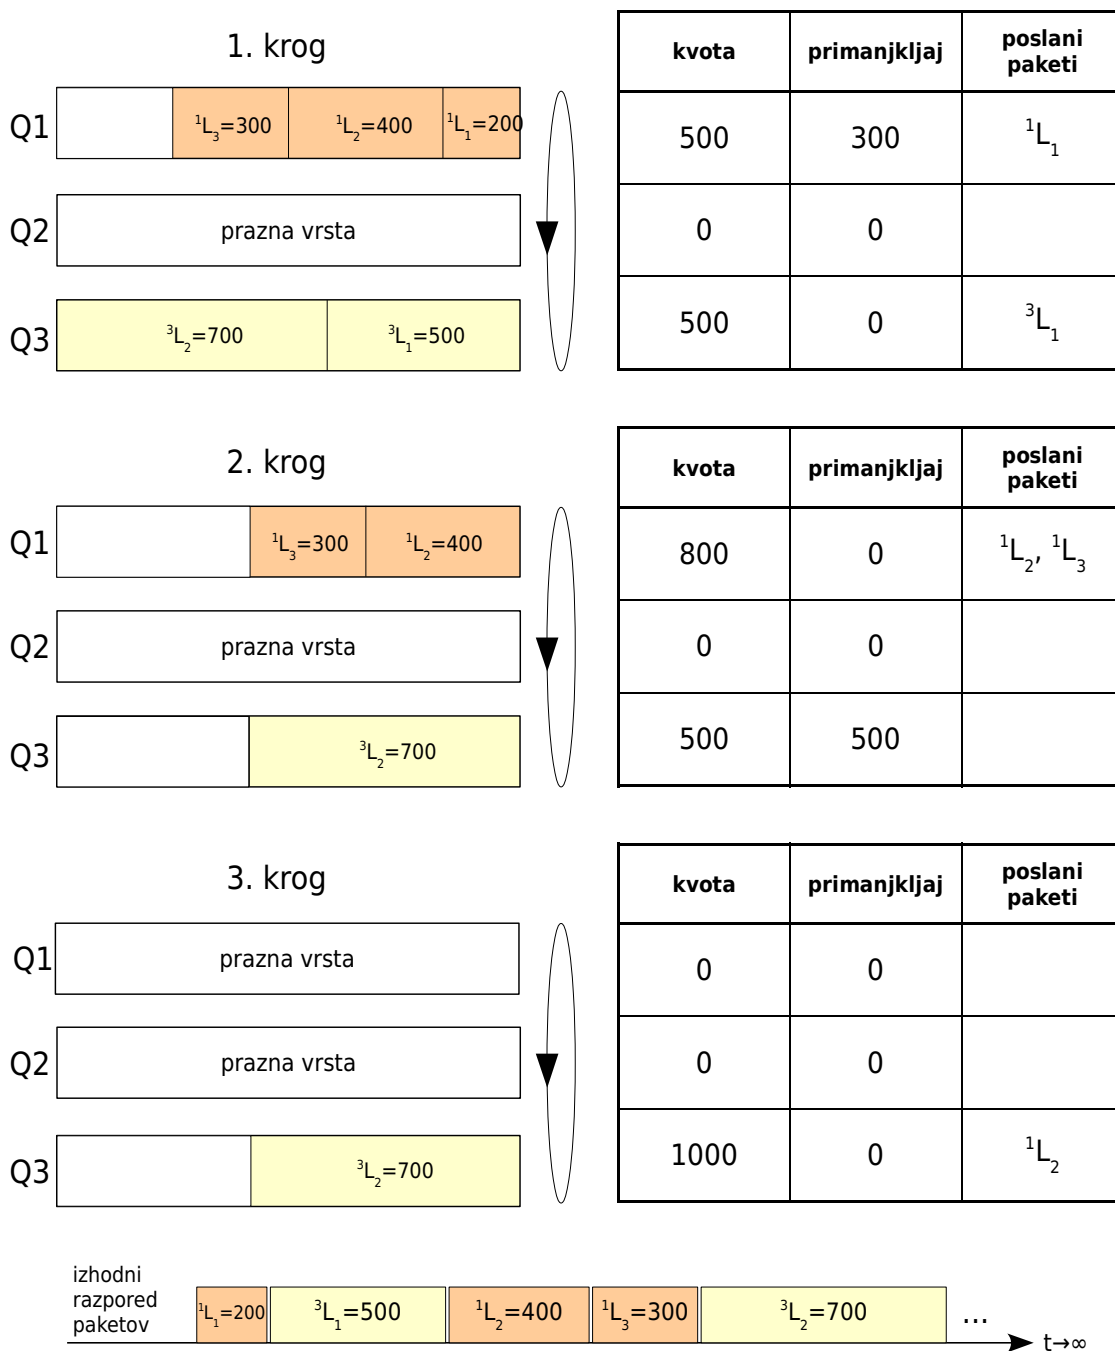 1. krog
kvota primanjkljaj poslani paketi
Q1 ¹L₃=300 ¹L₂=400 ¹L₁=200 500 300 ¹L₁
Q2 prazna vrsta 0 0
Q3 ³L₂=700 ³L₁=500 500 0 ³L₁
2. krog
kvota primanjkljaj poslani paketi
Q1 ¹L₃=300 ¹L₂=400 800 0 ¹L₂, ¹L₃
Q2 prazna vrsta 0 0
Q3 ³L₂=700 500 500
3. krog
kvota primanjkljaj poslani paketi
Q1 prazna vrsta 0 0
Q2 prazna vrsta 0 0
Q3 ³L₂=700 1000 0 ¹L₂
izhodni
razpored
paketov
¹L₁=200 ³L₁=500 ¹L₂=400 ¹L₃=300 ³L₂=700 ...
t→∞